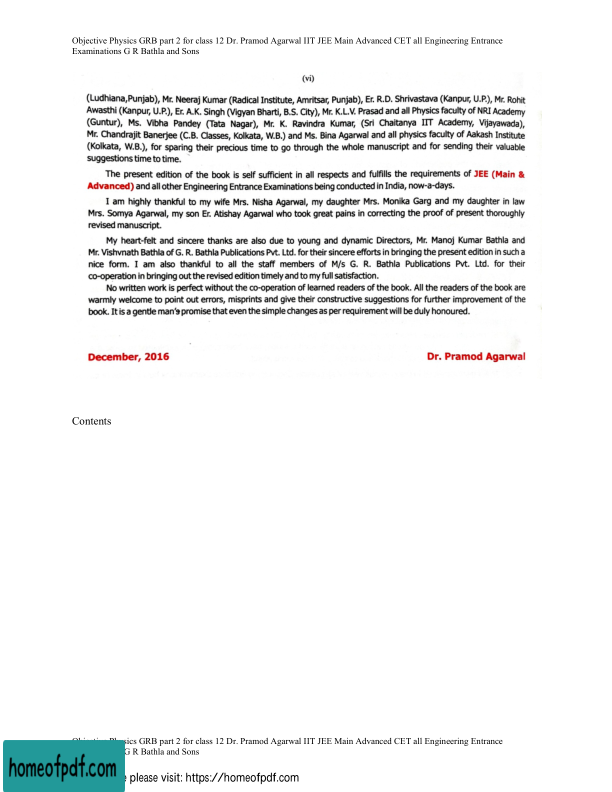 Objective Physics GRB part 2 for class 12 Dr. Pramod Agarwal IIT JEE Main Advanced CET all Engineering Entrance
Examinations G R Bathla and Sons
(vi)
(Ludhiana,Punjab), Mr. Neeraj Kumar (Radical Institute, Amritsar, Punjab), Er. R.D. Shrivastava (Kanpur, U.P.), Mr. Rohit
Awasthi (Kanpur, U.P.), Er. A.K. Singh (Vigyan Bharti, B.S. City), Mr. K.L.V. Prasad and all Physics faculty of NRI Academy
(Guntur), Ms. Vibha Pandey (Tata Nagar), Mr. K. Ravindra Kumar, (Sri Chaitanya IIT Academy, Vijayawada),
Mr. Chandrajit Banerjee (C.B. Classes, Kolkata, W.B.) and Ms. Bina Agarwal and all physics faculty of Aakash Institute
(Kolkata, W.B.), for sparing their precious time to go through the whole manuscript and for sending their valuable
suggestions time to time.
The present edition of the book is self sufficient in all respects and fulfills the requirements of JEE (Main &
Advanced) and all other Engineering Entrance Examinations being conducted in India, now-a-days.
I am highly thankful to my wife Mrs. Nisha Agarwal, my daughter Mrs. Monika Garg and my daughter in law
Mrs. Somya Agarwal, my son Er. Atishay Agarwal who took great pains in correcting the proof of present thoroughly
revised manuscript.
My heart-felt and sincere thanks are also due to young and dynamic Directors, Mr. Manoj Kumar Bathla and
Mr. Vishvnath Bathla of G. R. Bathla Publications Pvt. Ltd. for their sincere efforts in bringing the present edition in such a
nice form. I am also thankful to all the staff members of M/s G. R. Bathla Publications Pvt. Ltd. for their
co-operation in bringing out the revised edition timely and to my full satisfaction.
No written work is perfect without the co-operation of learned readers of the book. All the readers of the book are
warmly welcome to point out errors, misprints and give their constructive suggestions for further improvement of the
book. It is a gentle man's promise that even the simple changes as per requirement will be duly honoured.
December, 2016 Dr. Pramod Agarwal
Contents
Objective Physics GRB part 2 for class 12 Dr. Pramod Agarwal IIT JEE Main Advanced CET all Engineering Entrance
G R Bathla and Sons
homeofpdf.com
please visit: https://homeofpdf.com